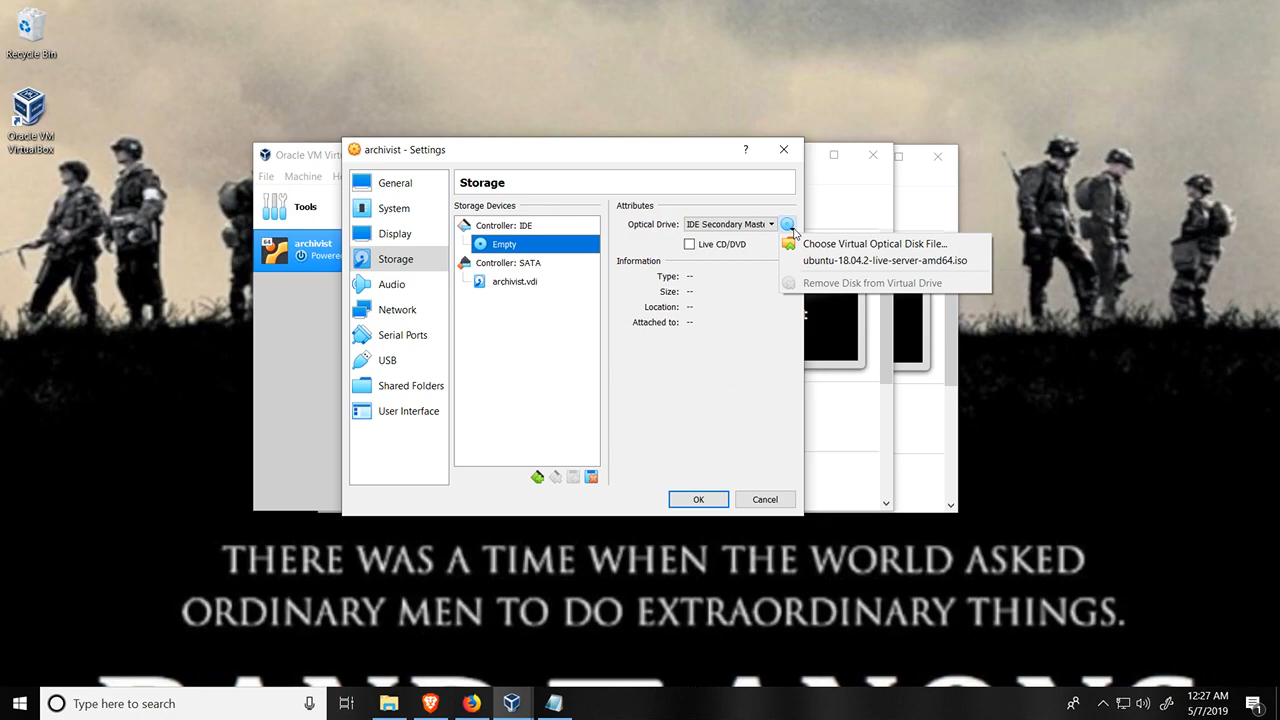 Recycle Bin
Oracle VM
VirtualBox
Oracle VM Virtu
File Machine He
Tools
64
archivist
Powere
archivist - Settings
?
General
System
Display
Storage
Audio
Network
Serial Ports
USB
Shared Folders
User Interface
Storage
Storage Devices
Controller: IDE
Empty
Controller: SATA
archivist.vdi
Attributes
Optical Drive: IDE Secondary Maste
Live CD/DVD
Information
Type: --
Size: --
Location: --
Attached to: --
Choose Virtual Optical Disk File...
ubuntu-18.04.2-live-server-amd64.iso
Remove Disk from Virtual Drive
OK
Cancel
THERE WAS A TIME WHEN THE WORLD ASKED
ORDINARY MEN TO DO EXTRAORDINARY THINGS.
Type here to search
12:27 AM
5/7/2019
1